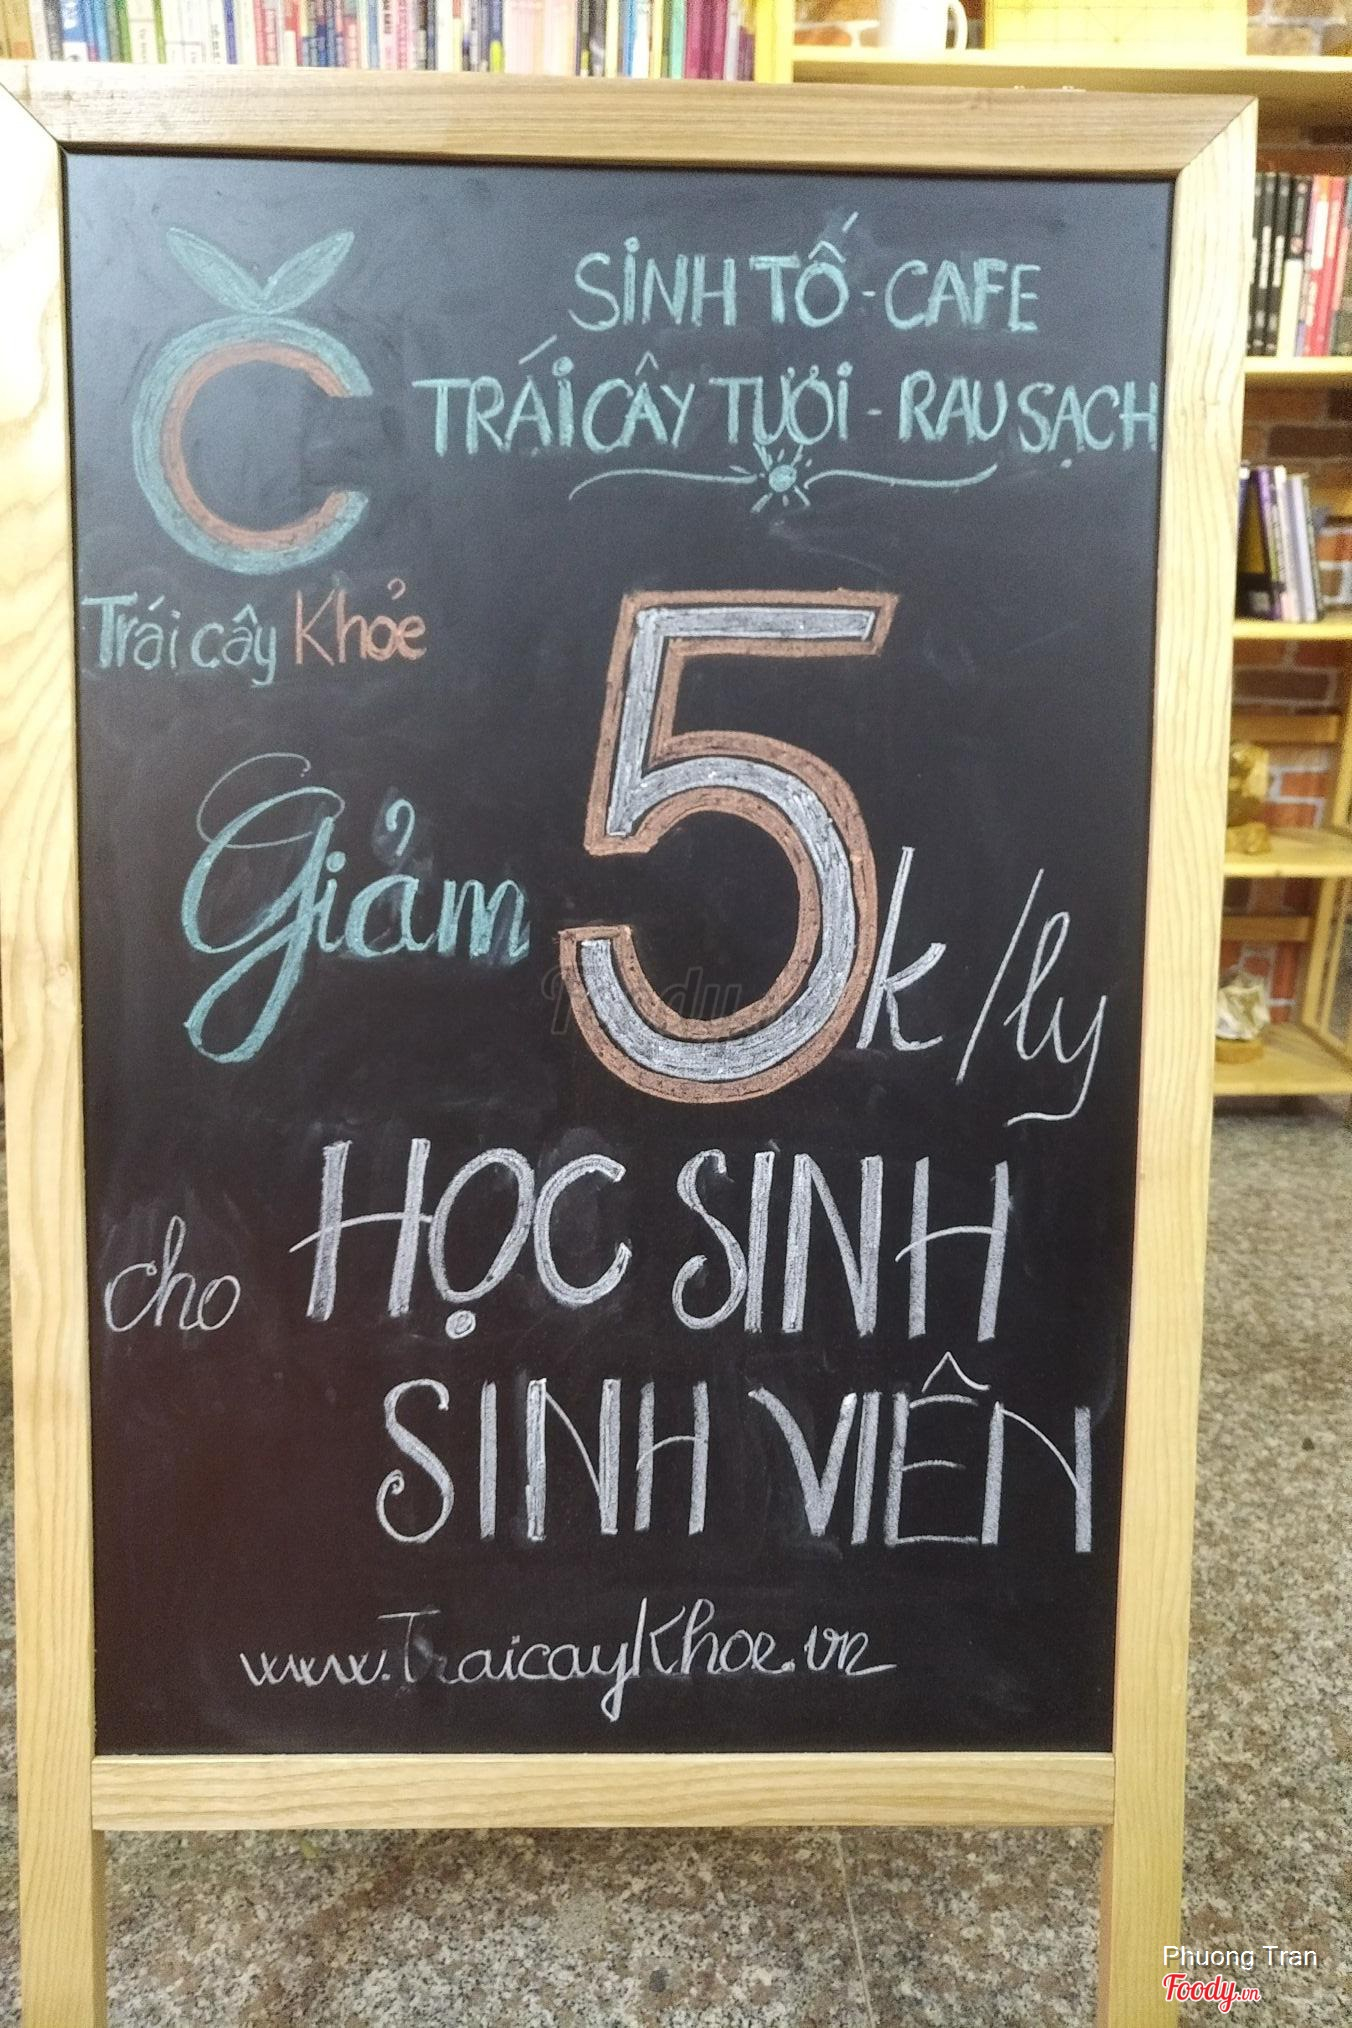 SINH TỐ - CAFE
TRÁI CÂY TƯƠI - RAU SẠCH
Trái cây Khỏe
Giảm 5k/ly
cho HỌC SINH
SINH VIÊN
www.TraicayKhoe.vn
Foody
Phuong Tran
Foody.vn